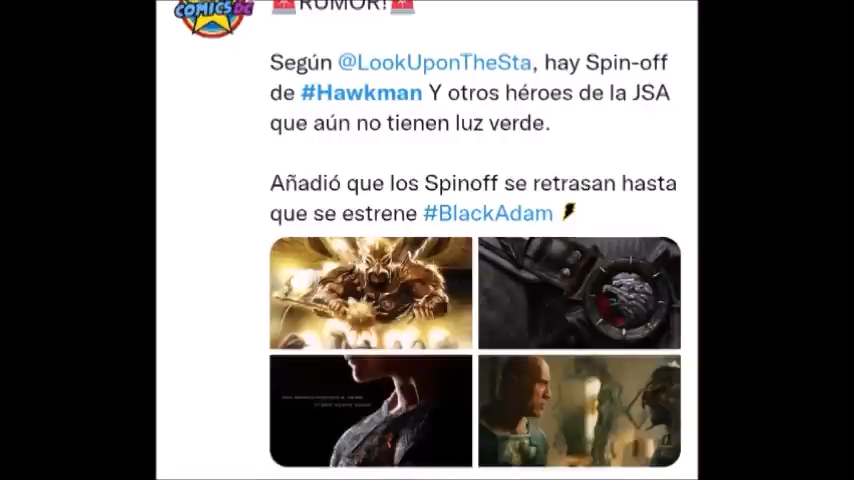 COMICS DC
🚨RUMOR!🚨
Según @LookUponTheSta, hay Spin-off
de #Hawkman Y otros héroes de la JSA
que aún no tienen luz verde.
Añadió que los Spinoff se retrasan hasta
que se estrene #BlackAdam ⚡